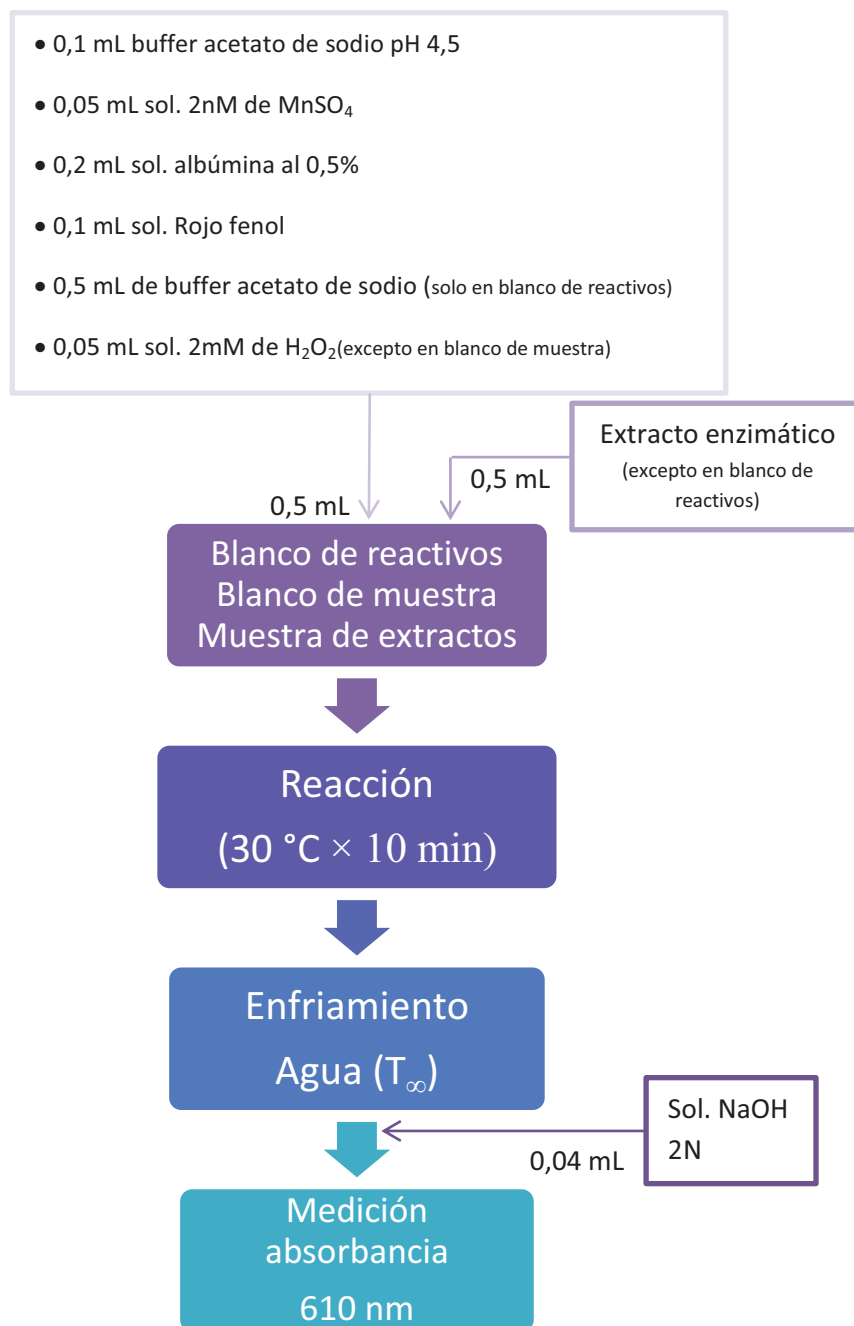 • 0,1 mL buffer acetato de sodio pH 4,5
• 0,05 mL sol. 2nM de MnSO₄
• 0,2 mL sol. albúmina al 0,5%
• 0,1 mL sol. Rojo fenol
• 0,5 mL de buffer acetato de sodio (solo en blanco de reactivos)
• 0,05 mL sol. 2mM de H₂O₂(excepto en blanco de muestra)
Extracto enzimático
(excepto en blanco de
reactivos)
0,5 mL
0,5 mL
Blanco de reactivos
Blanco de muestra
Muestra de extractos
Reacción
(30 °C × 10 min)
Enfriamiento
Agua (T∞)
Sol. NaOH
2N
0,04 mL
Medición
absorbancia
610 nm